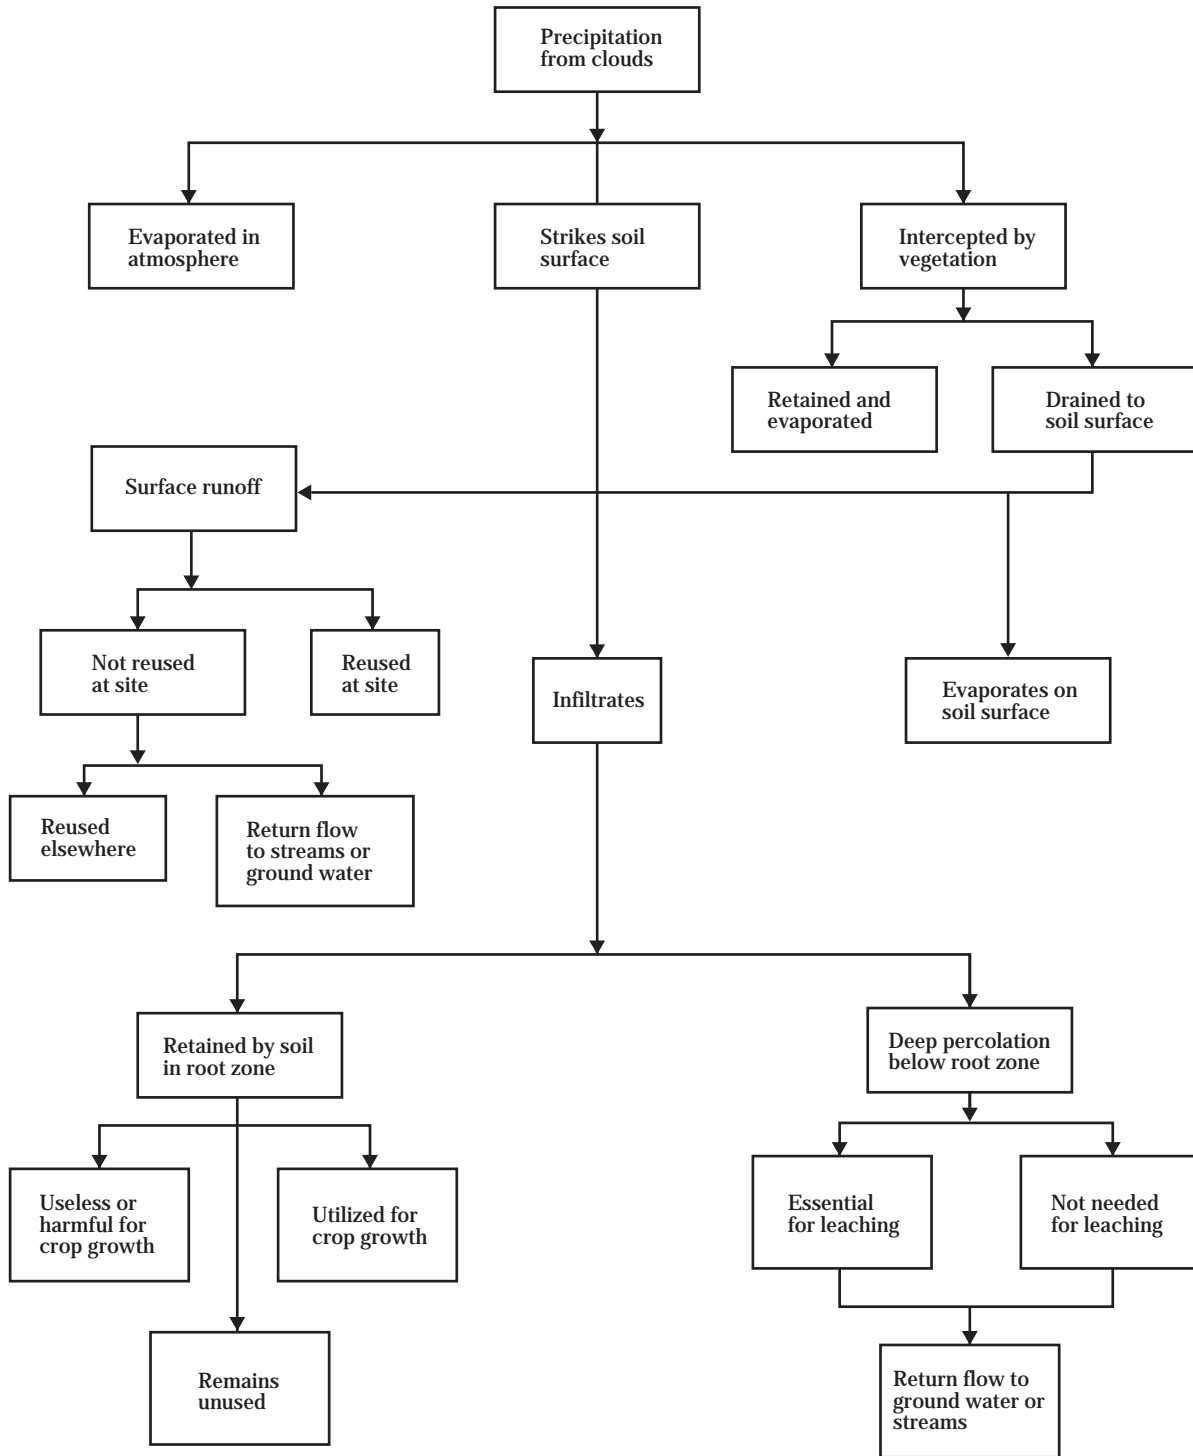 Precipitation
from clouds
Evaporated in
atmosphere
Strikes soil
surface
Intercepted by
vegetation
Retained and
evaporated
Drained to
soil surface
Surface runoff
Not reused
at site
Reused
at site
Infiltrates
Evaporates on
soil surface
Reused
elsewhere
Return flow
to streams or
ground water
Retained by soil
in root zone
Deep percolation
below root zone
Useless or
harmful for
crop growth
Utilized for
crop growth
Essential
for leaching
Not needed
for leaching
Remains
unused
Return flow to
ground water or
streams